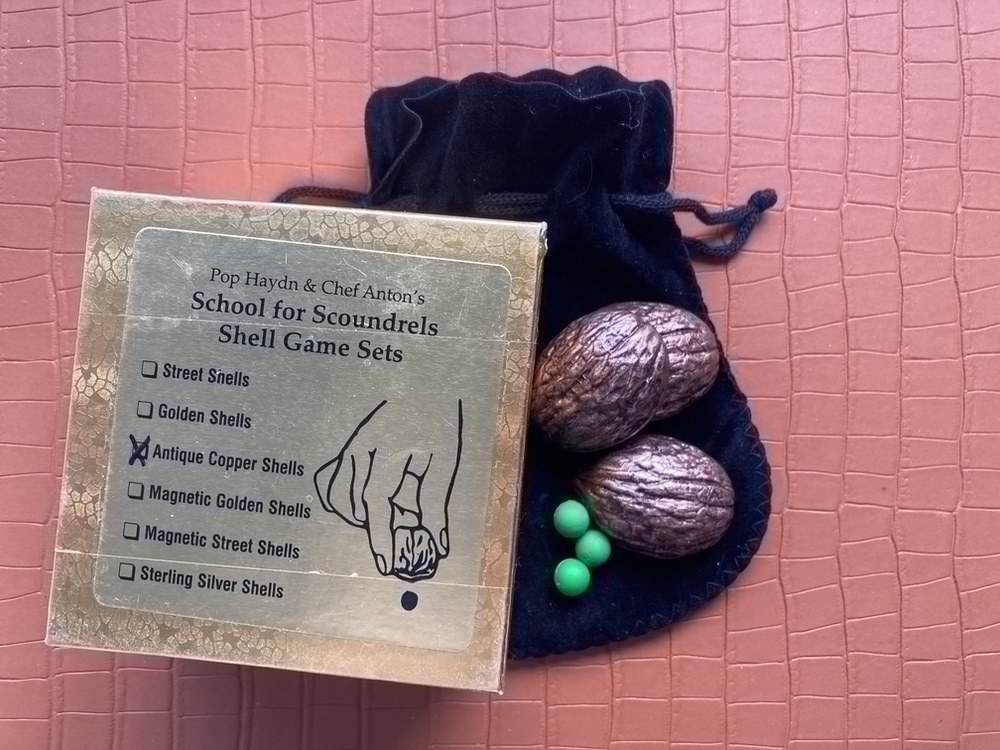 Pop Haydn & Chef Anton's
School for Scoundrels
Shell Game Sets
Street Shells
Golden Shells
Antique Copper Shells
Magnetic Golden Shells
Magnetic Street Shells
Sterling Silver Shells